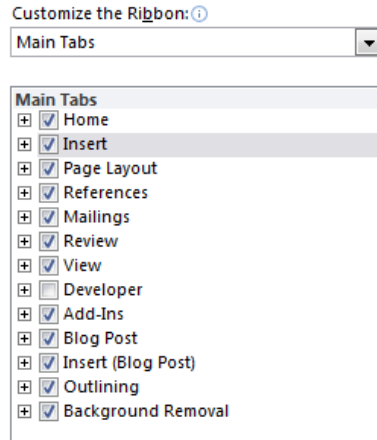 Customize the Ribbon:
Main Tabs
Main Tabs
Home
Insert
Page Layout
References
Mailings
Review
View
Developer
Add-Ins
Blog Post
Insert (Blog Post)
Outlining
Background Removal